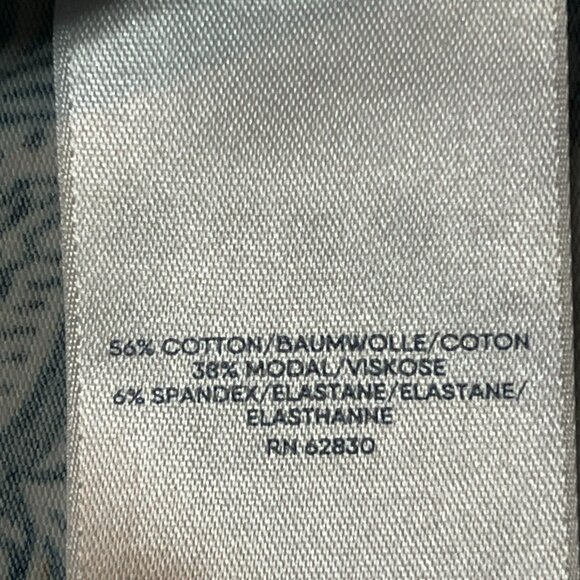 56% COTTON/BAUMWOLLE/COTON
38% MODAL/VISKOSE
6% SPANDEX/ELASTANE/ELASTANE/
ELASTHANNE
RN 62830